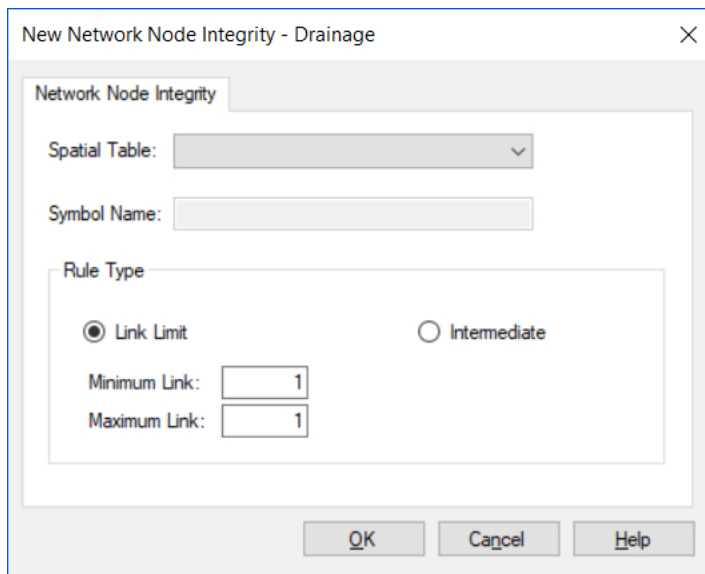 New Network Node Integrity - Drainage
Network Node Integrity
Spatial Table:
Symbol Name:
Rule Type
Link Limit Intermediate
Minimum Link: 1
Maximum Link: 1
OK Cancel Help